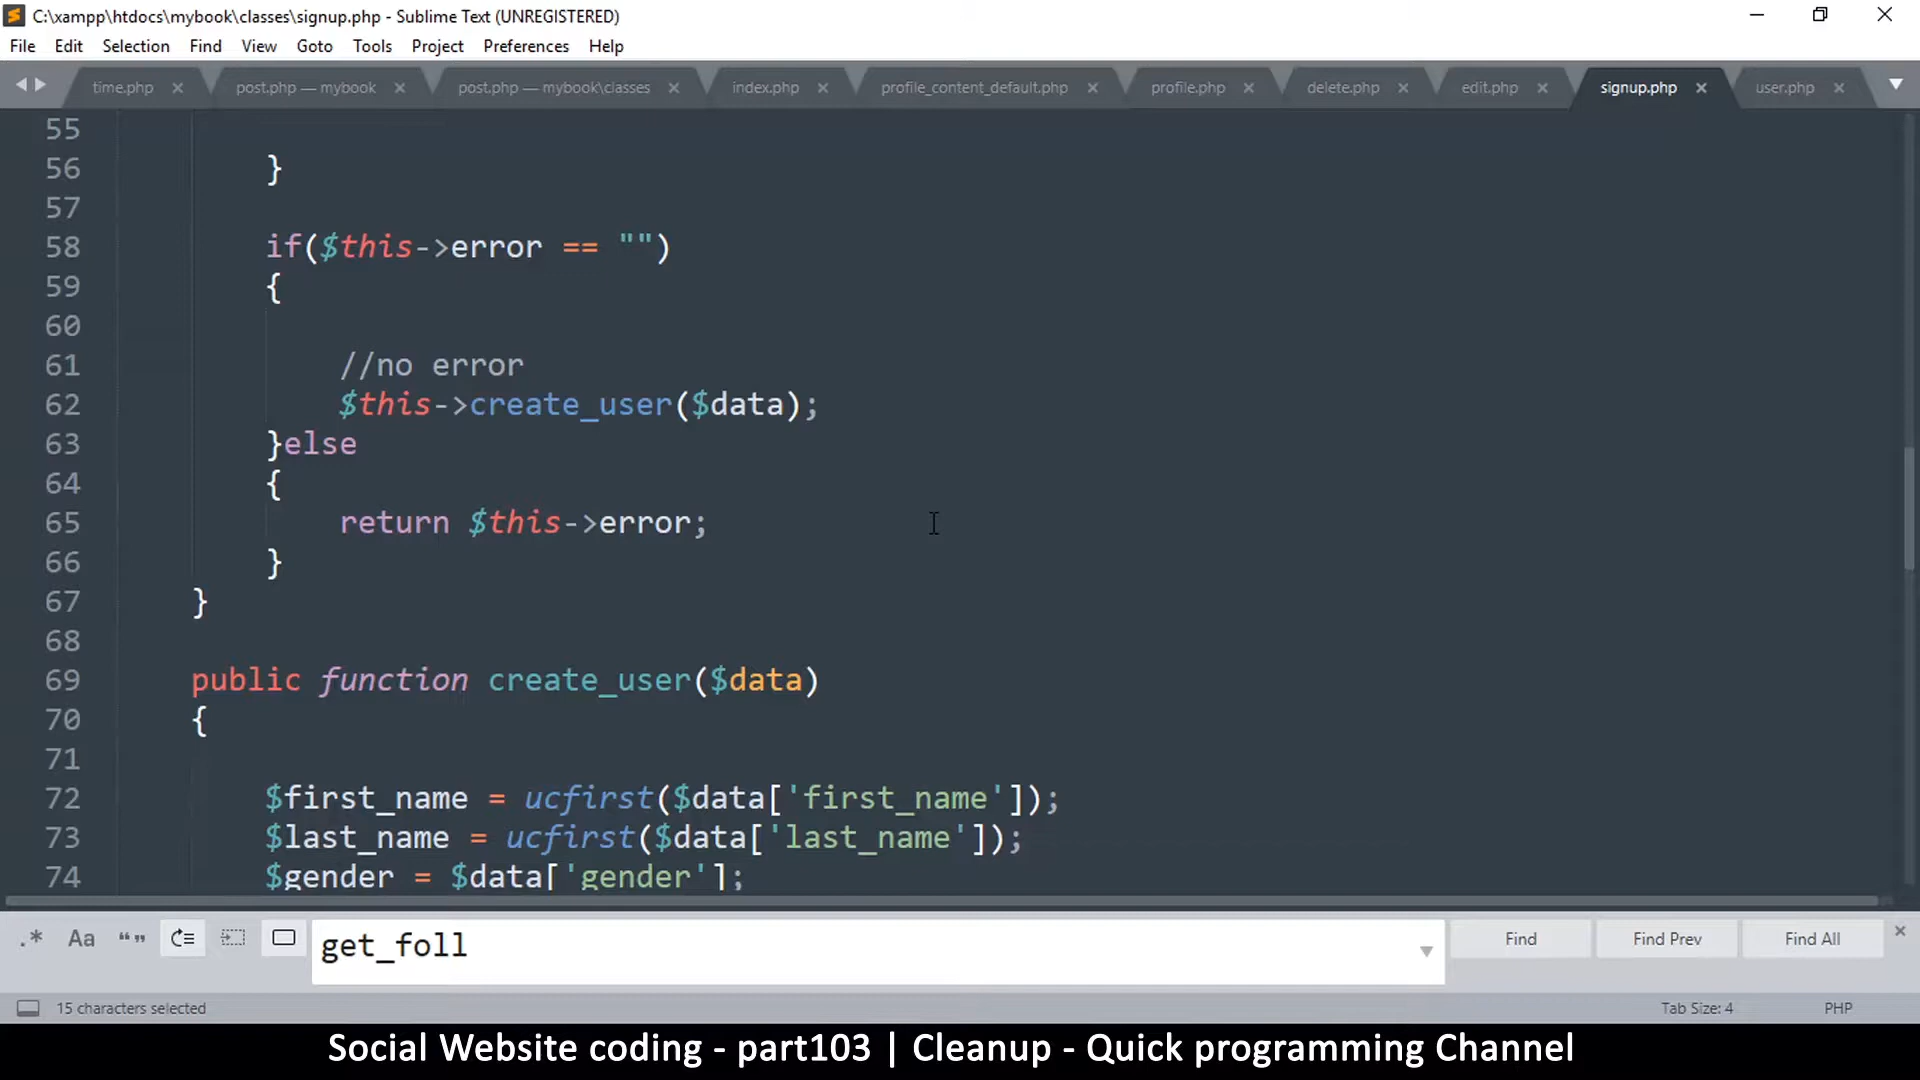 C:\xampp\htdocs\mybook\classes\signup.php - Sublime Text (UNREGISTERED)
File Edit Selection Find View Goto Tools Project Preferences Help
time.php post.php — mybook post.php — mybook\classes index.php profile_content_default.php profile.php delete.php edit.php signup.php user.php
55
56 }
57
58 if($this->error == "")
59 {
60
61 //no error
62 $this->create_user($data);
63 }else
64 {
65 return $this->error;
66 }
67 }
68
69 public function create_user($data)
70 {
71
72 $first_name = ucfirst($data['first_name']);
73 $last_name = ucfirst($data['last_name']);
74 $gender = $data['gender'];
.* Aa “” get_foll Find Find Prev Find All
15 characters selected Tab Size: 4 PHP
Social Website coding - part103 | Cleanup - Quick programming Channel